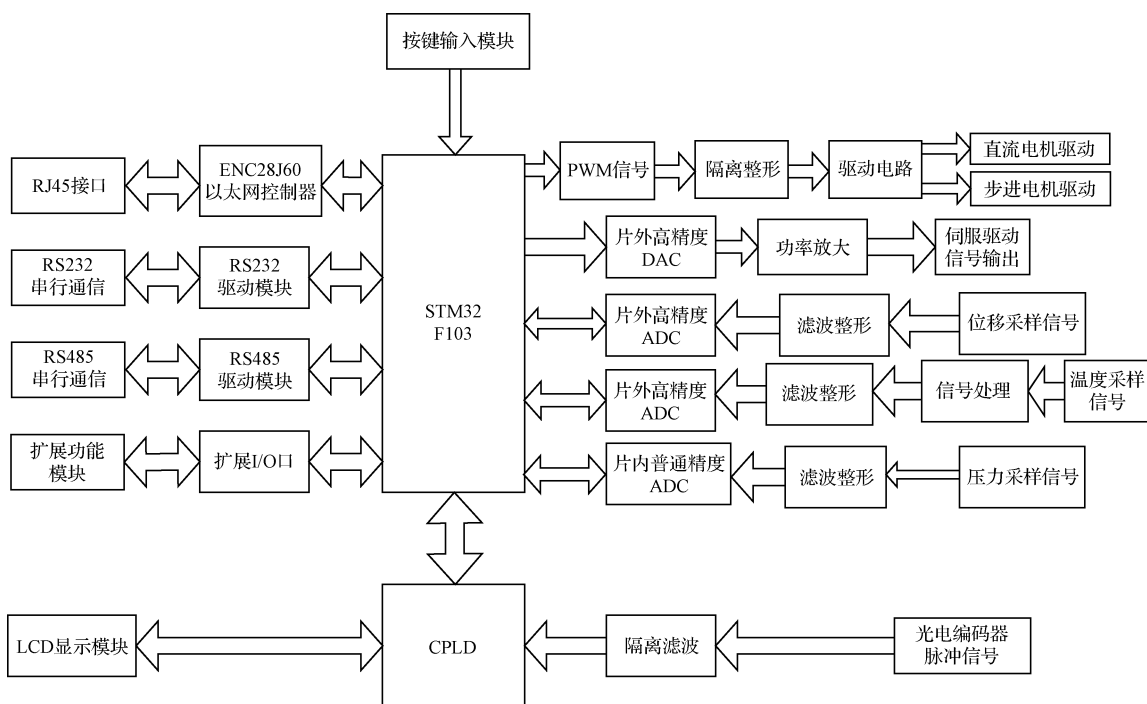 按键输入模块
RJ45接口
ENC28J60
以太网控制器
RS232
串行通信
RS232
驱动模块
RS485
串行通信
RS485
驱动模块
扩展功能
模块
扩展I/O口
STM32
F103
PWM信号
隔离整形
驱动电路
直流电机驱动
步进电机驱动
片外高精度
DAC
功率放大
伺服驱动
信号输出
片外高精度
ADC
滤波整形
位移采样信号
片外高精度
ADC
滤波整形
信号处理
温度采样
信号
片内普通精度
ADC
滤波整形
压力采样信号
LCD显示模块
CPLD
隔离滤波
光电编码器
脉冲信号